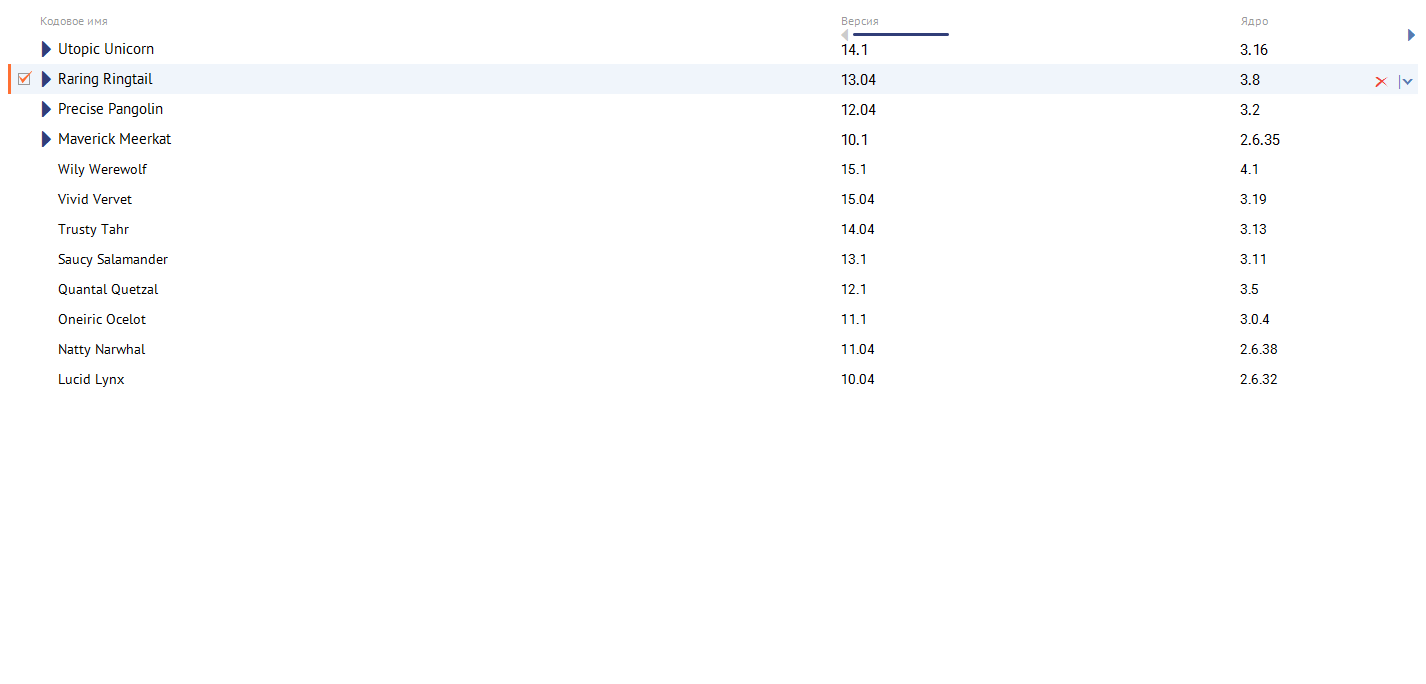 Кодовое имя Версия Ядро
Utopic Unicorn 14.1 3.16
Raring Ringtail 13.04 3.8
Precise Pangolin 12.04 3.2
Maverick Meerkat 10.1 2.6.35
Wily Werewolf 15.1 4.1
Vivid Vervet 15.04 3.19
Trusty Tahr 14.04 3.13
Saucy Salamander 13.1 3.11
Quantal Quetzal 12.1 3.5
Oneiric Ocelot 11.1 3.0.4
Natty Narwhal 11.04 2.6.38
Lucid Lynx 10.04 2.6.32